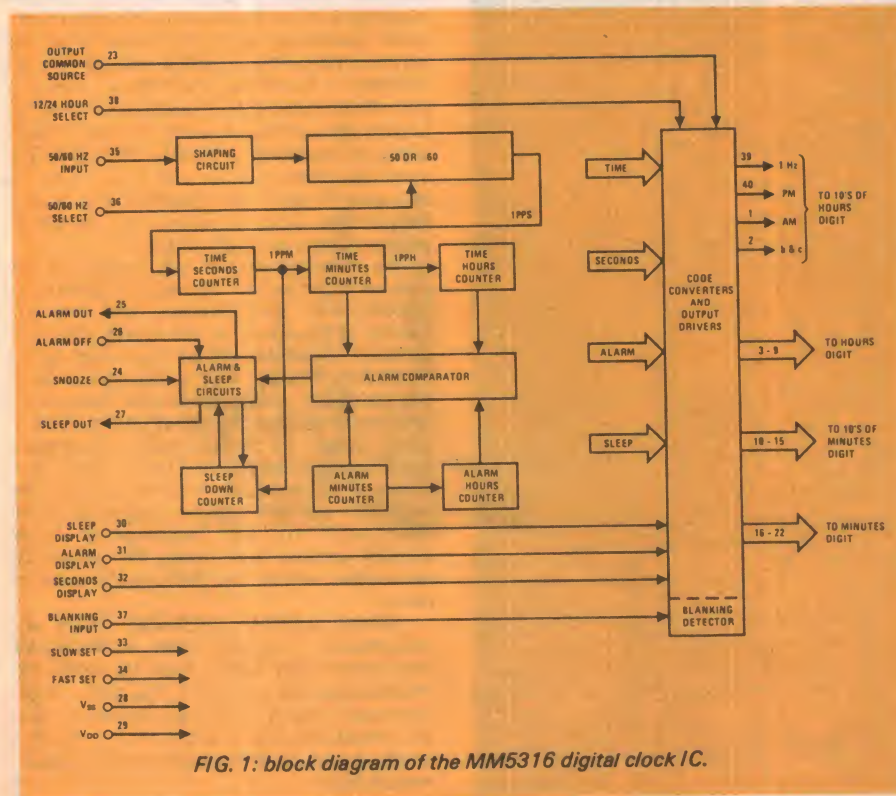 OUTPUT
COMMON
SOURCE
23
12/24 HOUR
SELECT
38
50/60 HZ
INPUT
35
SHAPING
CIRCUIT
50 OR 60
50/60 HZ
SELECT
36
1PPS
TIME
SECONDS
COUNTER
1PPM
TIME
MINUTES
COUNTER
1PPH
TIME
HOURS
COUNTER
ALARM OUT
25
ALARM OFF
26
SNOOZE
24
SLEEP OUT
27
ALARM &
SLEEP
CIRCUITS
ALARM COMPARATOR
SLEEP
DOWN
COUNTER
ALARM
MINUTES
COUNTER
ALARM
HOURS
COUNTER
SLEEP
DISPLAY
30
ALARM
DISPLAY
31
SECONDS
DISPLAY
32
BLANKING
INPUT
37
SLOW SET
33
FAST SET
34
VSS
28
VDD
29
TIME
SECONDS
ALARM
SLEEP
CODE
CONVERTERS
AND
OUTPUT
DRIVERS
BLANKING
DETECTOR
39
1 Hz
40
PM
1
AM
2
b & c
TO 10'S OF
HOURS
DIGIT
3 - 9
TO HOURS
DIGIT
10 - 15
TO 10'S OF
MINUTES
DIGIT
16 - 22
TO MINUTES
DIGIT
FIG. 1: block diagram of the MM5316 digital clock IC.